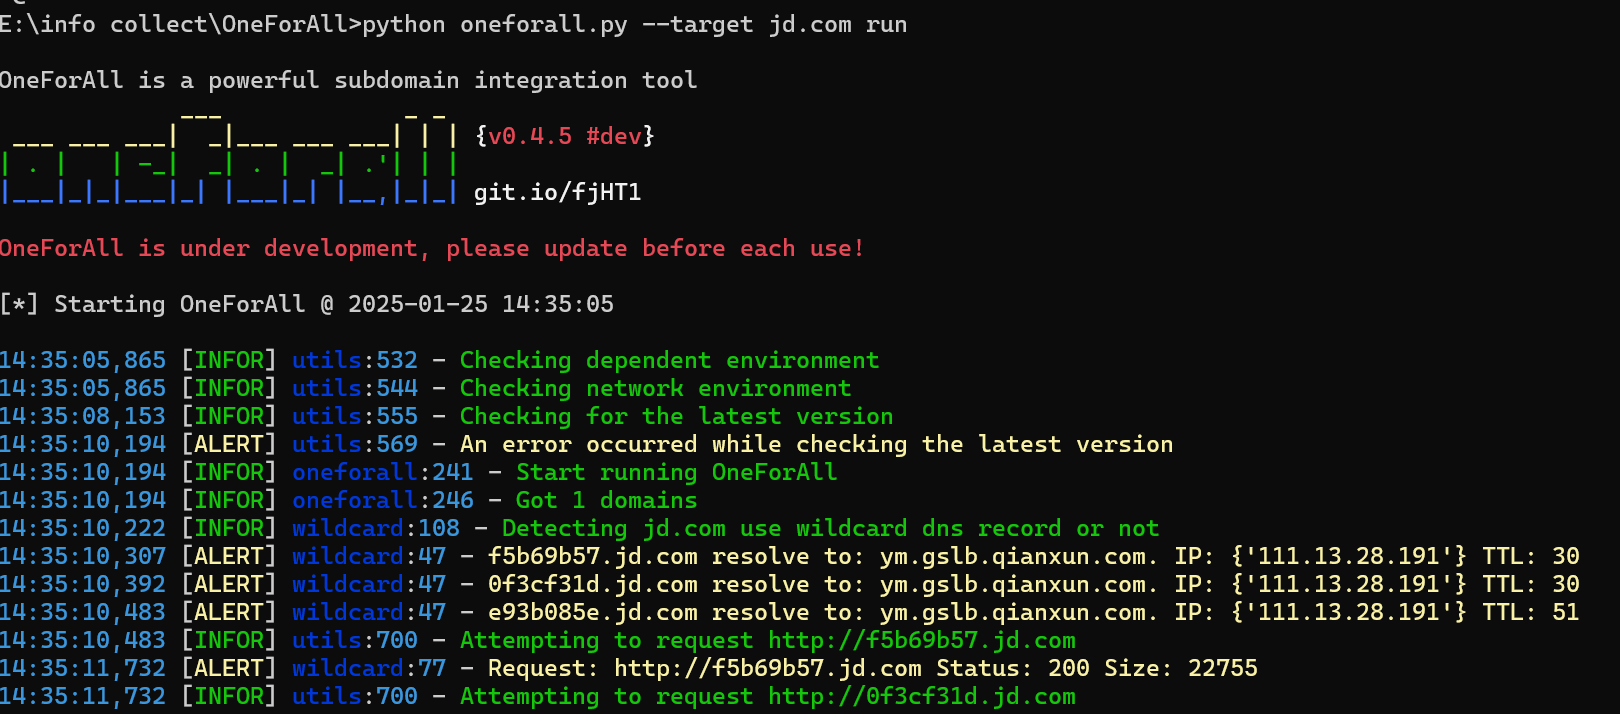 E:\info collect\OneForAll>python oneforall.py --target jd.com run
OneForAll is a powerful subdomain integration tool
{v0.4.5 #dev}
git.io/fjHT1
OneForAll is under development, please update before each use!
[*] Starting OneForAll @ 2025-01-25 14:35:05
14:35:05,865 [INFOR] utils:532 - Checking dependent environment
14:35:05,865 [INFOR] utils:544 - Checking network environment
14:35:08,153 [INFOR] utils:555 - Checking for the latest version
14:35:10,194 [ALERT] utils:569 - An error occurred while checking the latest version
14:35:10,194 [INFOR] oneforall:241 - Start running OneForAll
14:35:10,194 [INFOR] oneforall:246 - Got 1 domains
14:35:10,222 [INFOR] wildcard:108 - Detecting jd.com use wildcard dns record or not
14:35:10,307 [ALERT] wildcard:47 - f5b69b57.jd.com resolve to: ym.gslb.qianxun.com. IP: {'111.13.28.191'} TTL: 30
14:35:10,392 [ALERT] wildcard:47 - 0f3cf31d.jd.com resolve to: ym.gslb.qianxun.com. IP: {'111.13.28.191'} TTL: 30
14:35:10,483 [ALERT] wildcard:47 - e93b085e.jd.com resolve to: ym.gslb.qianxun.com. IP: {'111.13.28.191'} TTL: 51
14:35:10,483 [INFOR] utils:700 - Attempting to request http://f5b69b57.jd.com
14:35:11,732 [ALERT] wildcard:77 - Request: http://f5b69b57.jd.com Status: 200 Size: 22755
14:35:11,732 [INFOR] utils:700 - Attempting to request http://0f3cf31d.jd.com